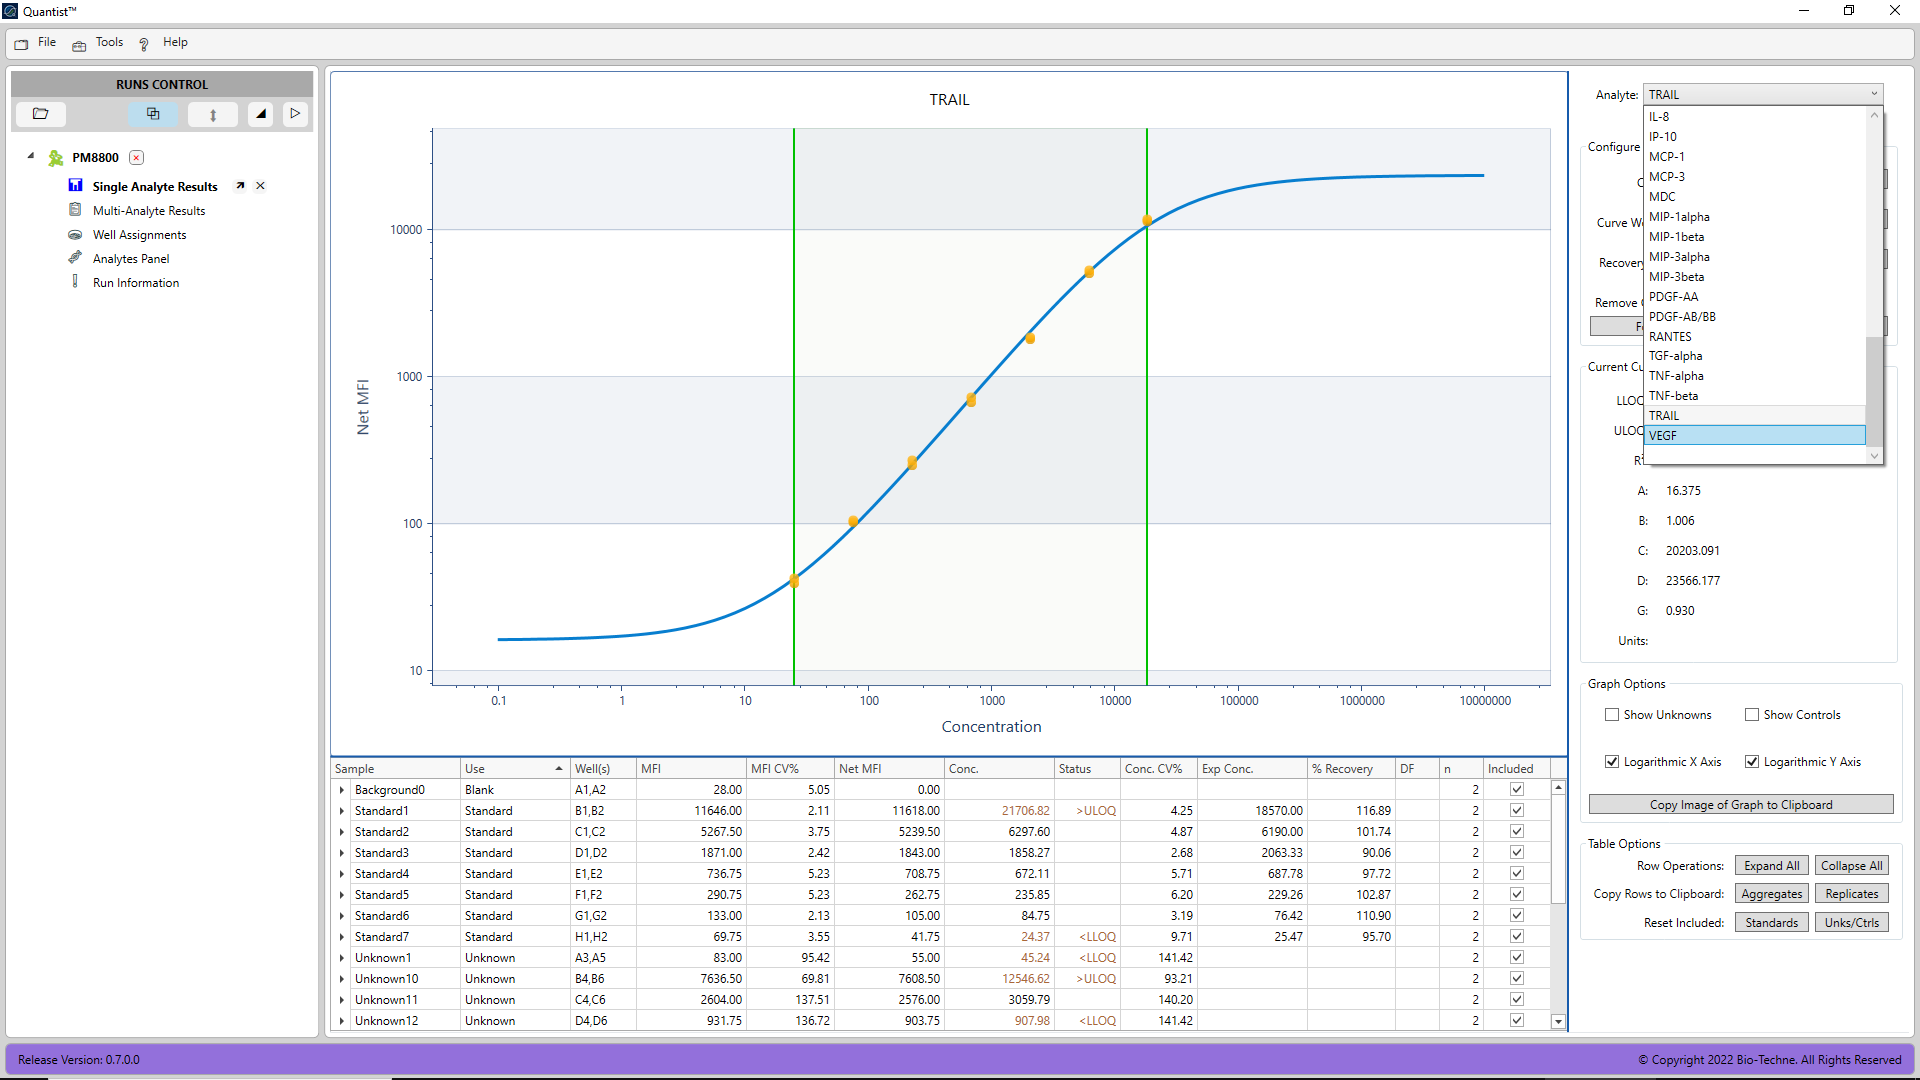 Quantist™
File Tools Help
RUNS CONTROL
PM8800
Single Analyte Results
Multi-Analyte Results
Well Assignments
Analytes Panel
Run Information
TRAIL
10000
1000
100
10
Net MFI
0.1 1 10 100 1000 10000 100000 1000000 10000000
Concentration
Sample Use Well(s) MFI MFI CV% Net MFI Conc. Status Conc. CV% Exp Conc. % Recovery DF n Included
Background0 Blank A1,A2 28.00 5.05 0.00 2
Standard1 Standard B1,B2 11646.00 2.11 11618.00 21706.82 >ULOQ 4.25 18570.00 116.89 2
Standard2 Standard C1,C2 5267.50 3.75 5239.50 6297.60 4.87 6190.00 101.74 2
Standard3 Standard D1,D2 1871.00 2.42 1843.00 1858.27 2.68 2063.33 90.06 2
Standard4 Standard E1,E2 736.75 5.23 708.75 672.11 5.71 687.78 97.72 2
Standard5 Standard F1,F2 290.75 5.23 262.75 235.85 6.20 229.26 102.87 2
Standard6 Standard G1,G2 133.00 2.13 105.00 84.75 3.19 76.42 110.90 2
Standard7 Standard H1,H2 69.75 3.55 41.75 24.37 <LLOQ 9.71 25.47 95.70 2
Unknown1 Unknown A3,A5 83.00 95.42 55.00 45.24 <LLOQ 141.42 2
Unknown10 Unknown B4,B6 7636.50 69.81 7608.50 12546.62 >ULOQ 93.21 2
Unknown11 Unknown C4,C6 2604.00 137.51 2576.00 3059.79 140.20 2
Unknown12 Unknown D4,D6 931.75 136.72 903.75 907.98 <LLOQ 141.42 2
Analyte: TRAIL
IL-8
IP-10
MCP-1
MCP-3
MDC
MIP-1alpha
MIP-1beta
MIP-3alpha
MIP-3beta
PDGF-AA
PDGF-AB/BB
RANTES
TGF-alpha
TNF-alpha
TNF-beta
TRAIL
VEGF
Configure
Curve W
Recovery
Remove
Current Cu
LLOQ
ULOQ
A: 16.375
B: 1.006
C: 20203.091
D: 23566.177
G: 0.930
Units:
Graph Options
Show Unknowns Show Controls
Logarithmic X Axis Logarithmic Y Axis
Copy Image of Graph to Clipboard
Table Options
Row Operations: Expand All Collapse All
Copy Rows to Clipboard: Aggregates Replicates
Reset Included: Standards Unks/Ctrls
Release Version: 0.7.0.0
© Copyright 2022 Bio-Techne. All Rights Reserved